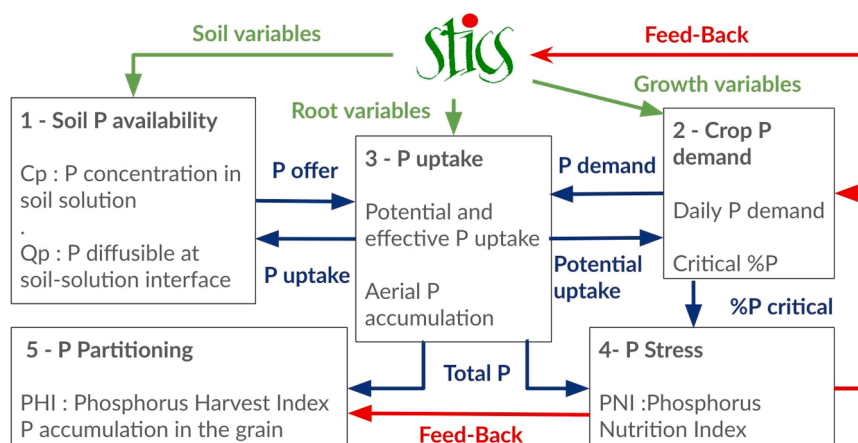 Soil variables
stics
Feed-Back
Growth variables
Root variables
1 - Soil P availability
Cp : P concentration in
soil solution
.
Qp : P diffusible at
soil-solution interface
P offer
P uptake
3 - P uptake
Potential and
effective P uptake
Aerial P
accumulation
P demand
Potential
uptake
2 - Crop P
demand
Daily P demand
Critical %P
%P critical
5 - P Partitioning
PHI : Phosphorus Harvest Index
P accumulation in the grain
Total P
Feed-Back
4- P Stress
PNI :Phosphorus
Nutrition Index